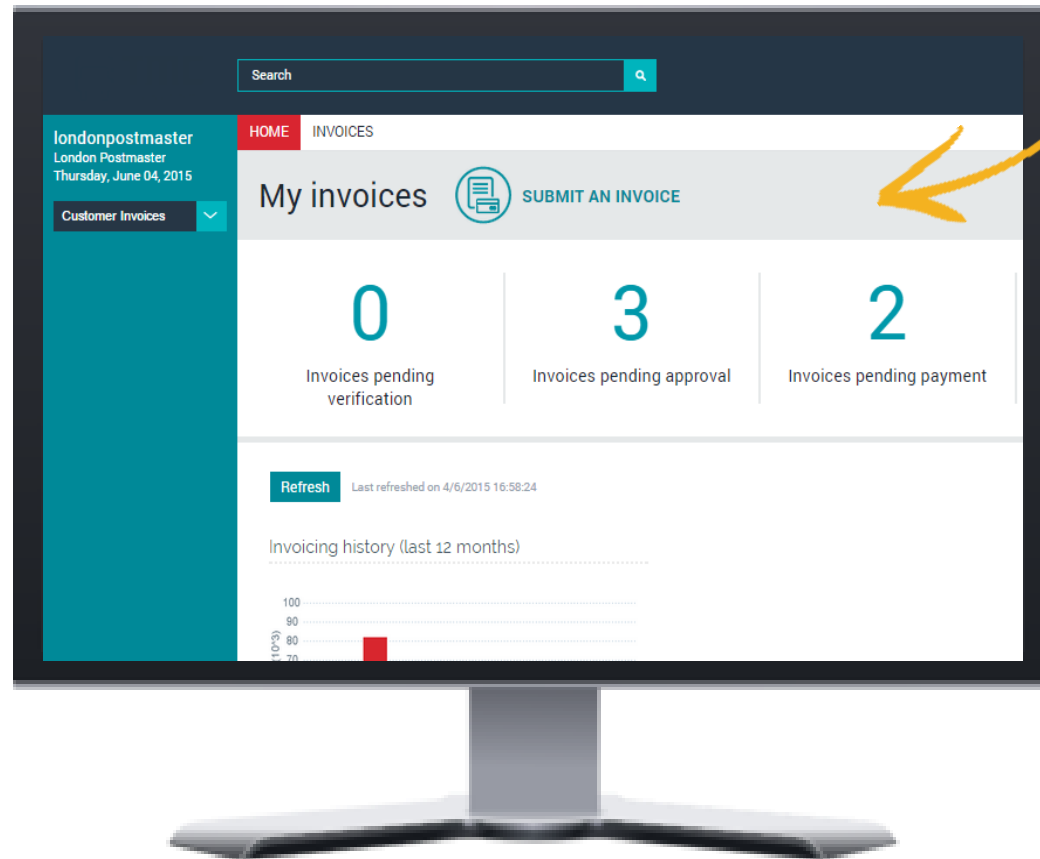 Search
londonpostmaster
London Postmaster
Thursday, June 04, 2015
Customer Invoices
HOME INVOICES
My invoices SUBMIT AN INVOICE
0
Invoices pending
verification
3
Invoices pending approval
2
Invoices pending payment
Refresh Last refreshed on 4/6/2015 16:58:24
Invoicing history (last 12 months)
100
90
80
70
(10^3)